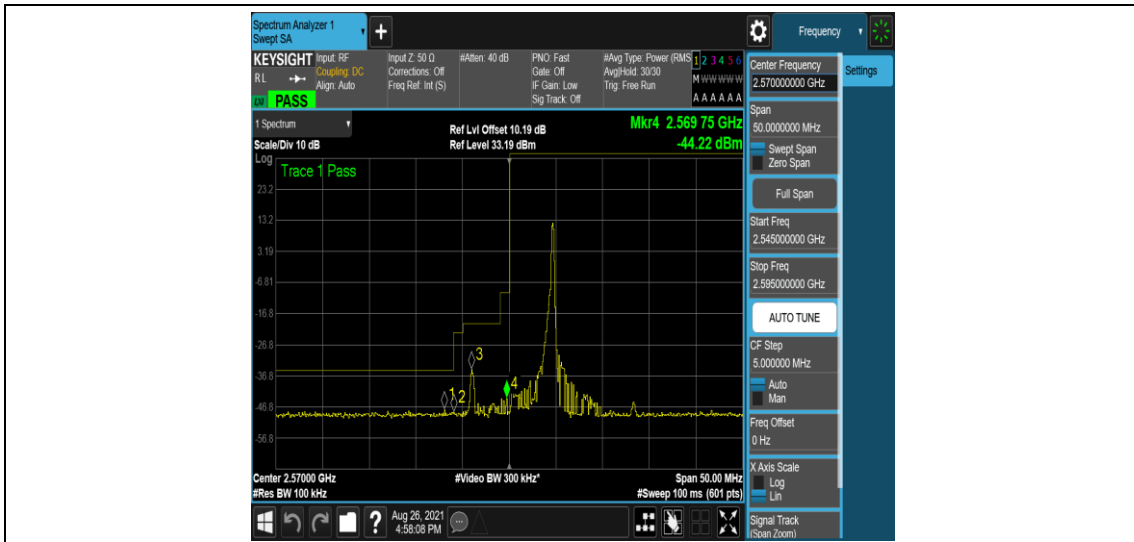 Spectrum Analyzer 1
Swept SA
Frequency
KEYSIGHT
RL
PASS
Input: RF
Coupling: DC
Align: Auto
Input Z: 50 Ω
Corrections: Off
Freq Ref: Int (S)
#Atten: 40 dB
PNO: Fast
Gate: Off
IF Gain: Low
Sig Track: Off
#Avg Type: Power (RMS
Avg|Hold: 30/30
Trig: Free Run
1 2 3 4 5 6
M W W W W W
A A A A A A
1 Spectrum
Scale/Div 10 dB
Ref Lvl Offset 10.19 dB
Ref Level 33.19 dBm
Mkr4 2.569 75 GHz
-44.22 dBm
Log
Trace 1 Pass
23.2
13.2
3.19
-6.81
-16.8
-26.8
-36.8
-46.8
-56.8
1
2
3
4
Center 2.57000 GHz
#Res BW 100 kHz
#Video BW 300 kHz*
Span 50.00 MHz
#Sweep 100 ms (601 pts)
Settings
Center Frequency
2.570000000 GHz
Span
50.0000000 MHz
Swept Span
Zero Span
Full Span
Start Freq
2.545000000 GHz
Stop Freq
2.595000000 GHz
AUTO TUNE
CF Step
5.000000 MHz
Auto
Man
Freq Offset
0 Hz
X Axis Scale
Log
Lin
Signal Track
(Span Zoom)
?
Aug 26, 2021
4:58:08 PM